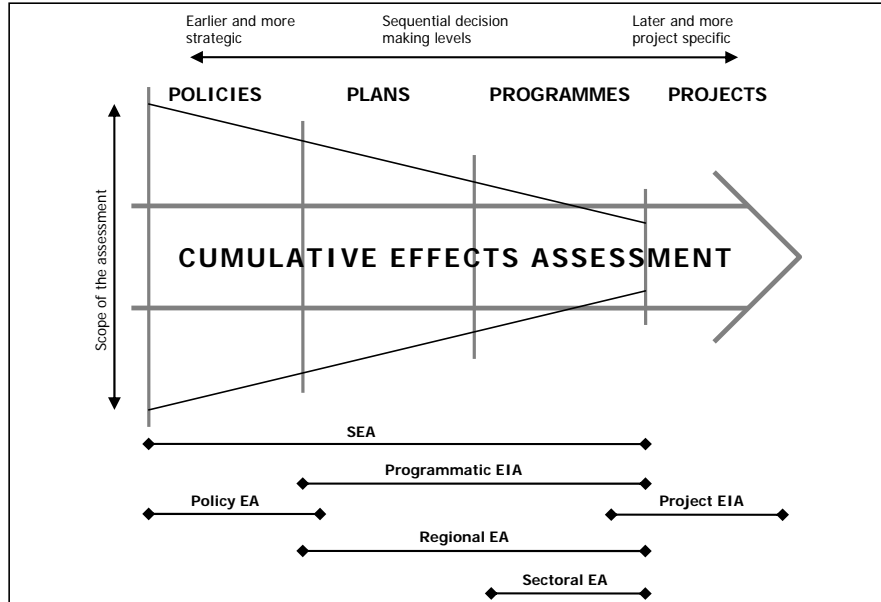 Earlier and more
strategic
Sequential decision
making levels
Later and more
project specific
POLICIES
PLANS
PROGRAMMES
PROJECTS
Scope of the assessment
CUMULATIVE EFFECTS ASSESSMENT
SEA
Programmatic EIA
Policy EA
Project EIA
Regional EA
Sectoral EA